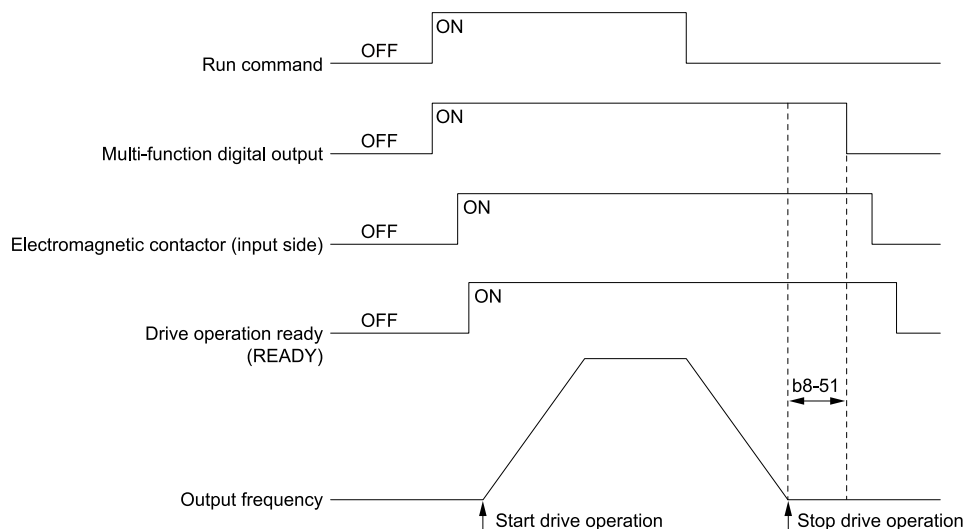 ON
OFF
Run command
ON
OFF
Multi-function digital output
ON
OFF
Electromagnetic contactor (input side)
ON
OFF
Drive operation ready
(READY)
b8-51
Output frequency
Start drive operation
Stop drive operation